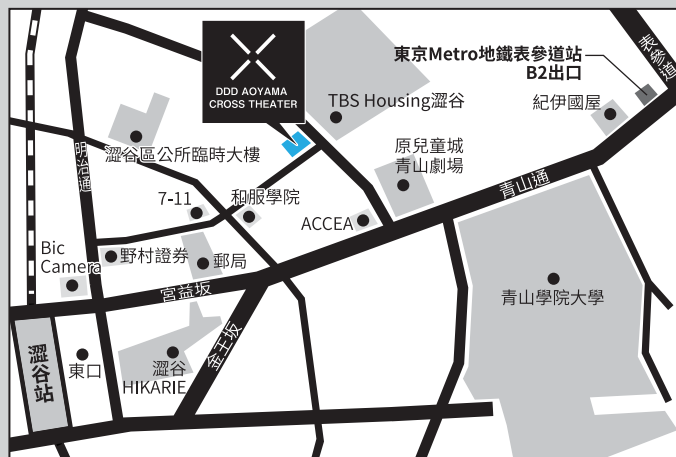 DDD AOYAMA
CROSS THEATER
東京Metro地鐵表參道站
B2出口
表參道
TBS Housing澀谷
紀伊國屋
澀谷區公所臨時大樓
明治通
原兒童城
青山劇場
7-11
和服學院
ACCEA
青山通
Bic
Camera
野村證券
郵局
宮益坂
青山學院大學
金王坂
澀谷站
東口
澀谷
HIKARIE